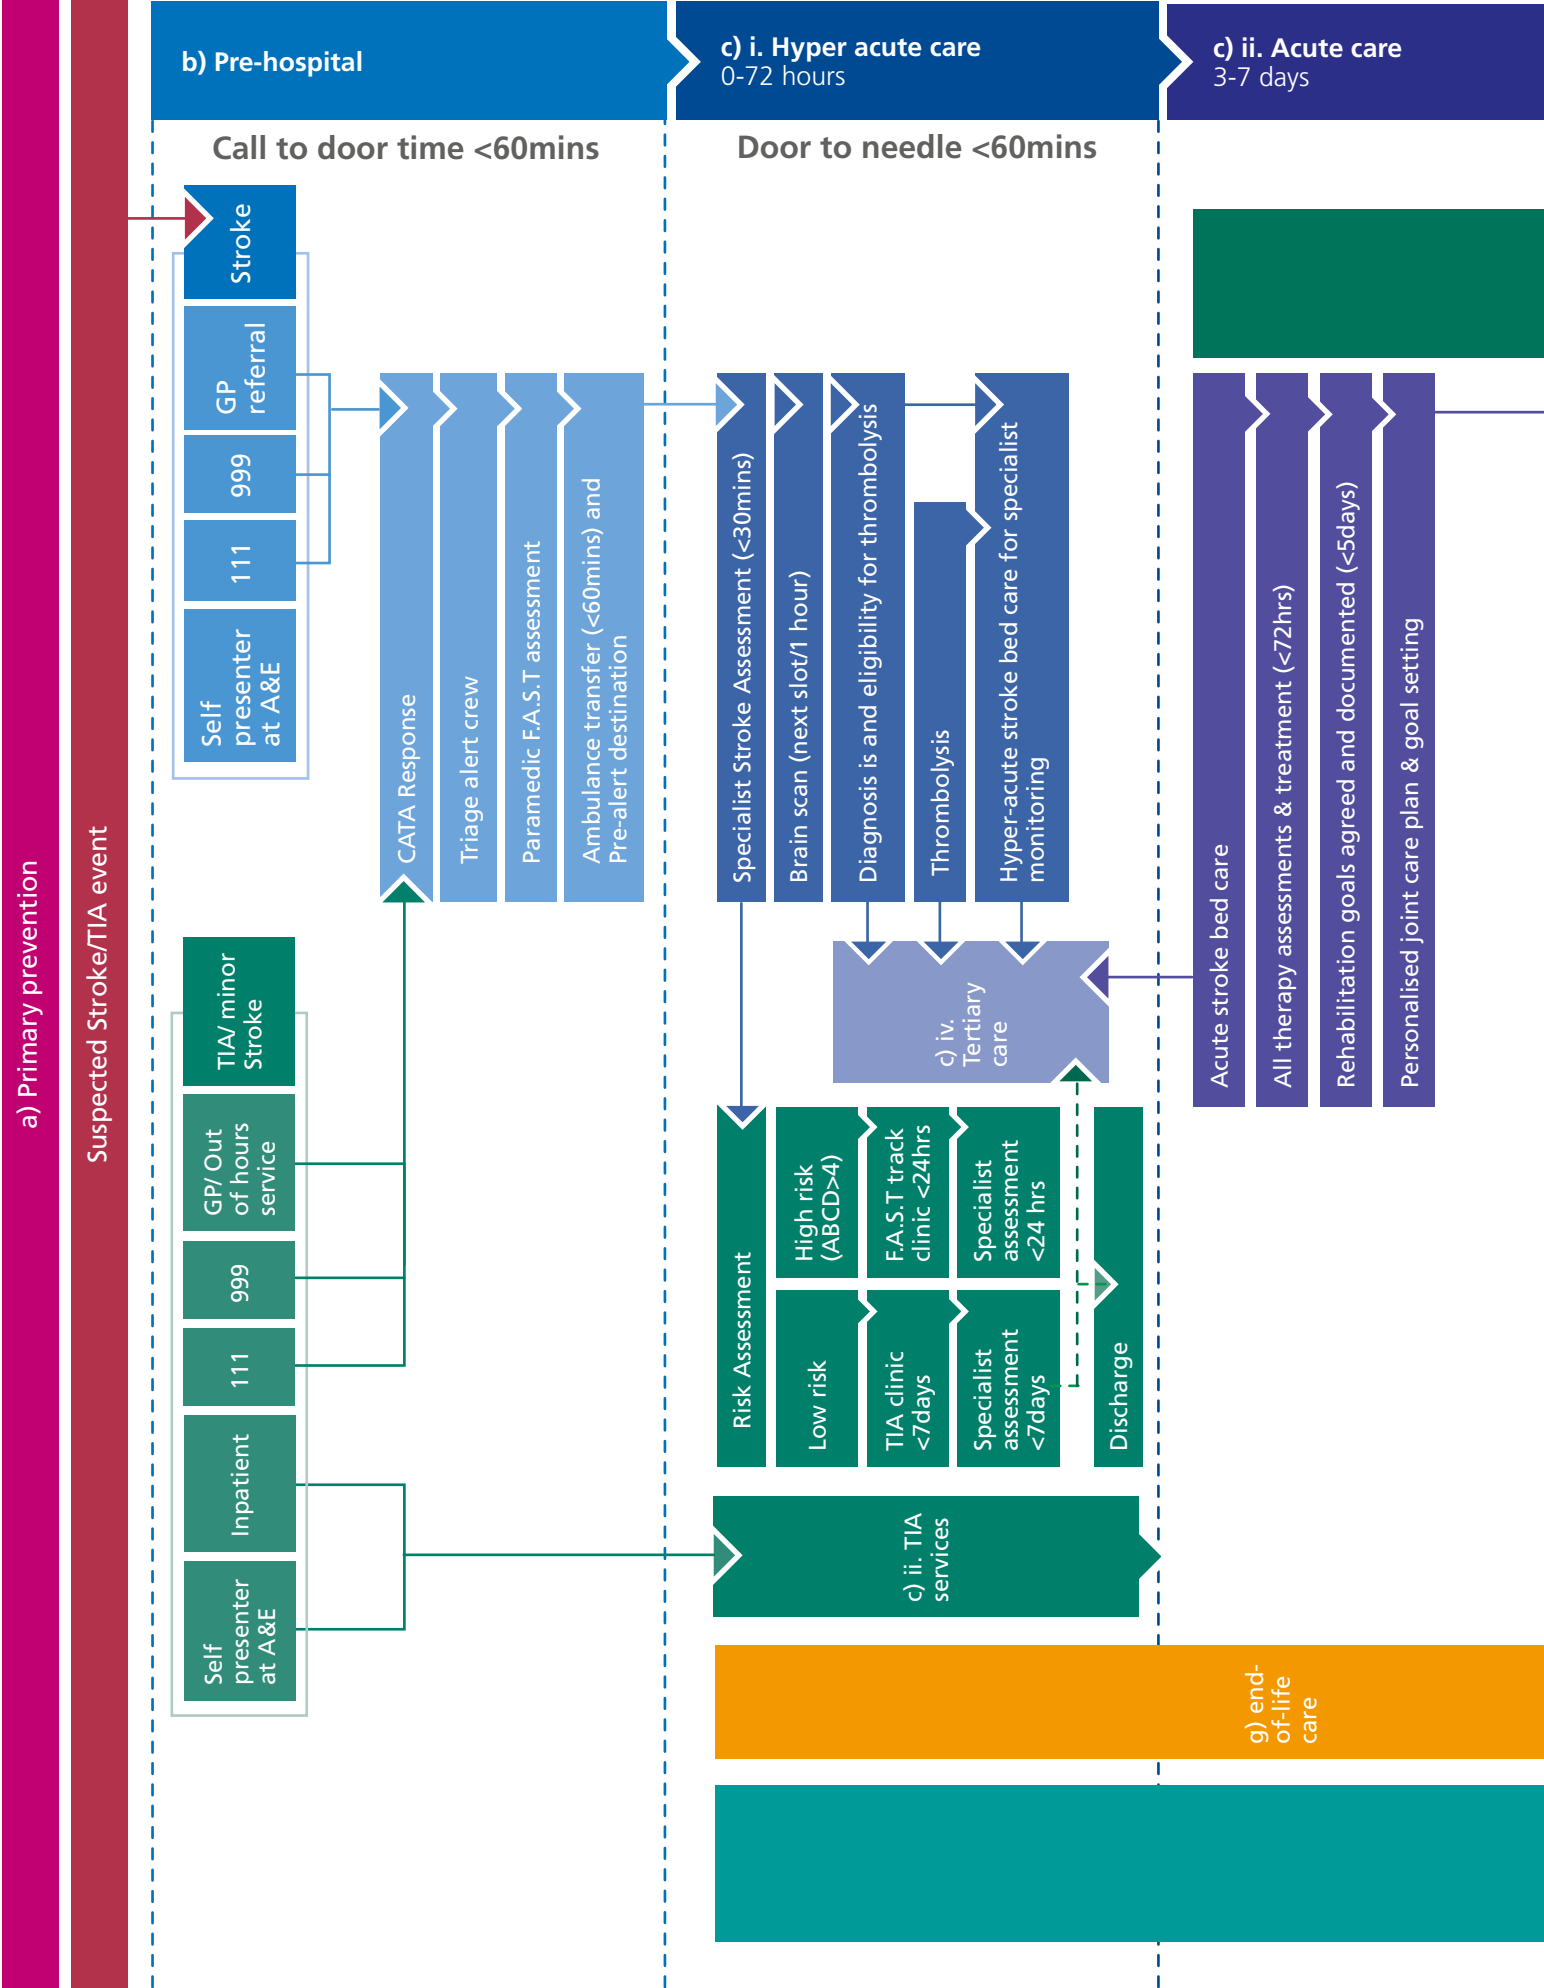 a) Primary prevention
Suspected Stroke/TIA event
b) Pre-hospital
c) i. Hyper acute care
0-72 hours
c) ii. Acute care
3-7 days
Call to door time <60mins
Door to needle <60mins
Stroke
GP
referral
999
111
Self
presenter
at A&E
CATA Response
Triage alert crew
Paramedic F.A.S.T assessment
Ambulance transfer (<60mins) and
Pre-alert destination
TIA/ minor
Stroke
GP/ Out
of hours
service
999
111
Inpatient
Self
presenter
at A&E
Specialist Stroke Assessment (<30mins)
Brain scan (next slot/1 hour)
Diagnosis is and eligibility for thrombolysis
Thrombolysis
Hyper-acute stroke bed care for specialist
monitoring
c) iv.
Tertiary
care
Risk Assessment
High risk
(ABCD>4)
F.A.S.T track
clinic <24hrs
Specialist
assessment
<24 hrs
Low risk
TIA clinic
<7days
Specialist
assessment
<7days
Discharge
c) ii. TIA
services
Acute stroke bed care
All therapy assessments & treatment (<72hrs)
Rehabilitation goals agreed and documented (<5days)
Personalised joint care plan & goal setting
g) end-
of-life
care